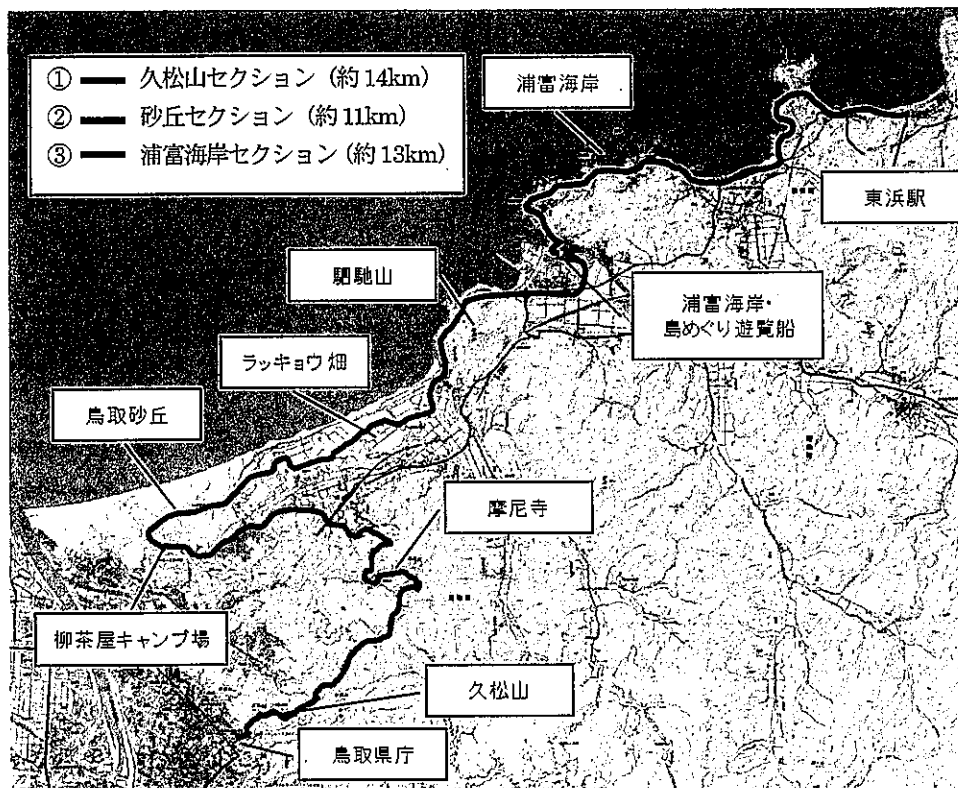 ① ━ 久松山セクション (約14km)
② ━ 砂丘セクション (約11km)
③ ━ 浦富海岸セクション (約13km)
浦富海岸
東浜駅
駟馳山
浦富海岸・
島めぐり遊覧船
ラッキョウ畑
鳥取砂丘
摩尼寺
柳茶屋キャンプ場
久松山
鳥取県庁